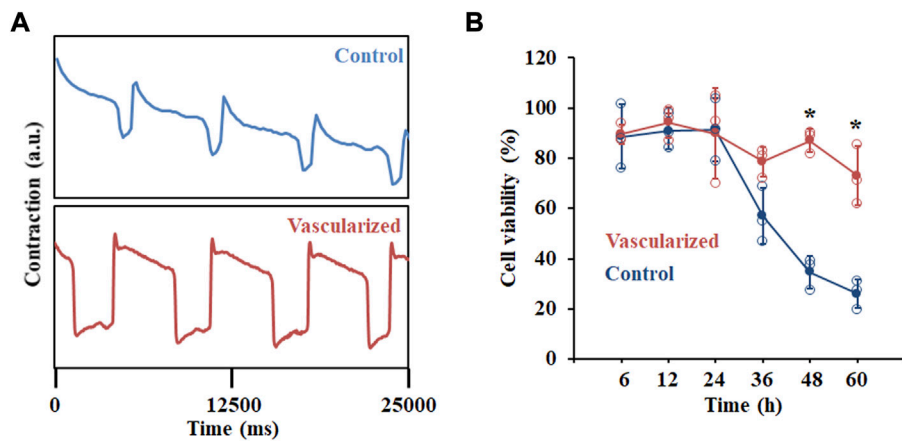 A
Control
Contraction (a.u.)
Vascularized
0 12500 25000
Time (ms)
B
120
100
80
60
40
20
0
Cell viability (%)
* *
Vascularized
Control
6 12 24 36 48 60
Time (h)